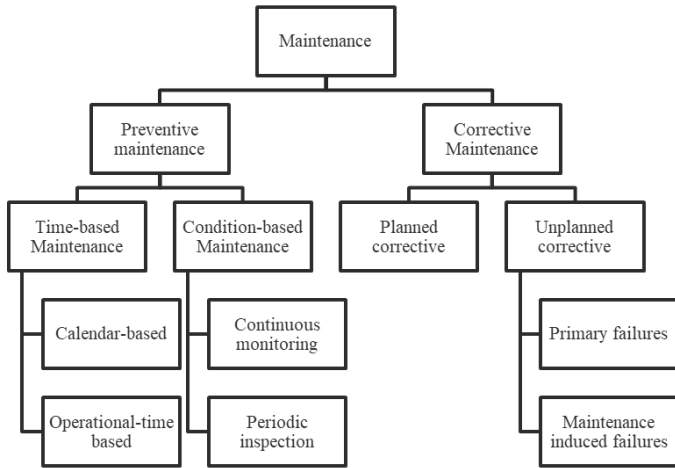 Maintenance
Preventive
maintenance
Corrective
Maintenance
Time-based
Maintenance
Condition-based
Maintenance
Planned
corrective
Unplanned
corrective
Calendar-based
Continuous
monitoring
Primary failures
Operational-time
based
Periodic
inspection
Maintenance
induced failures